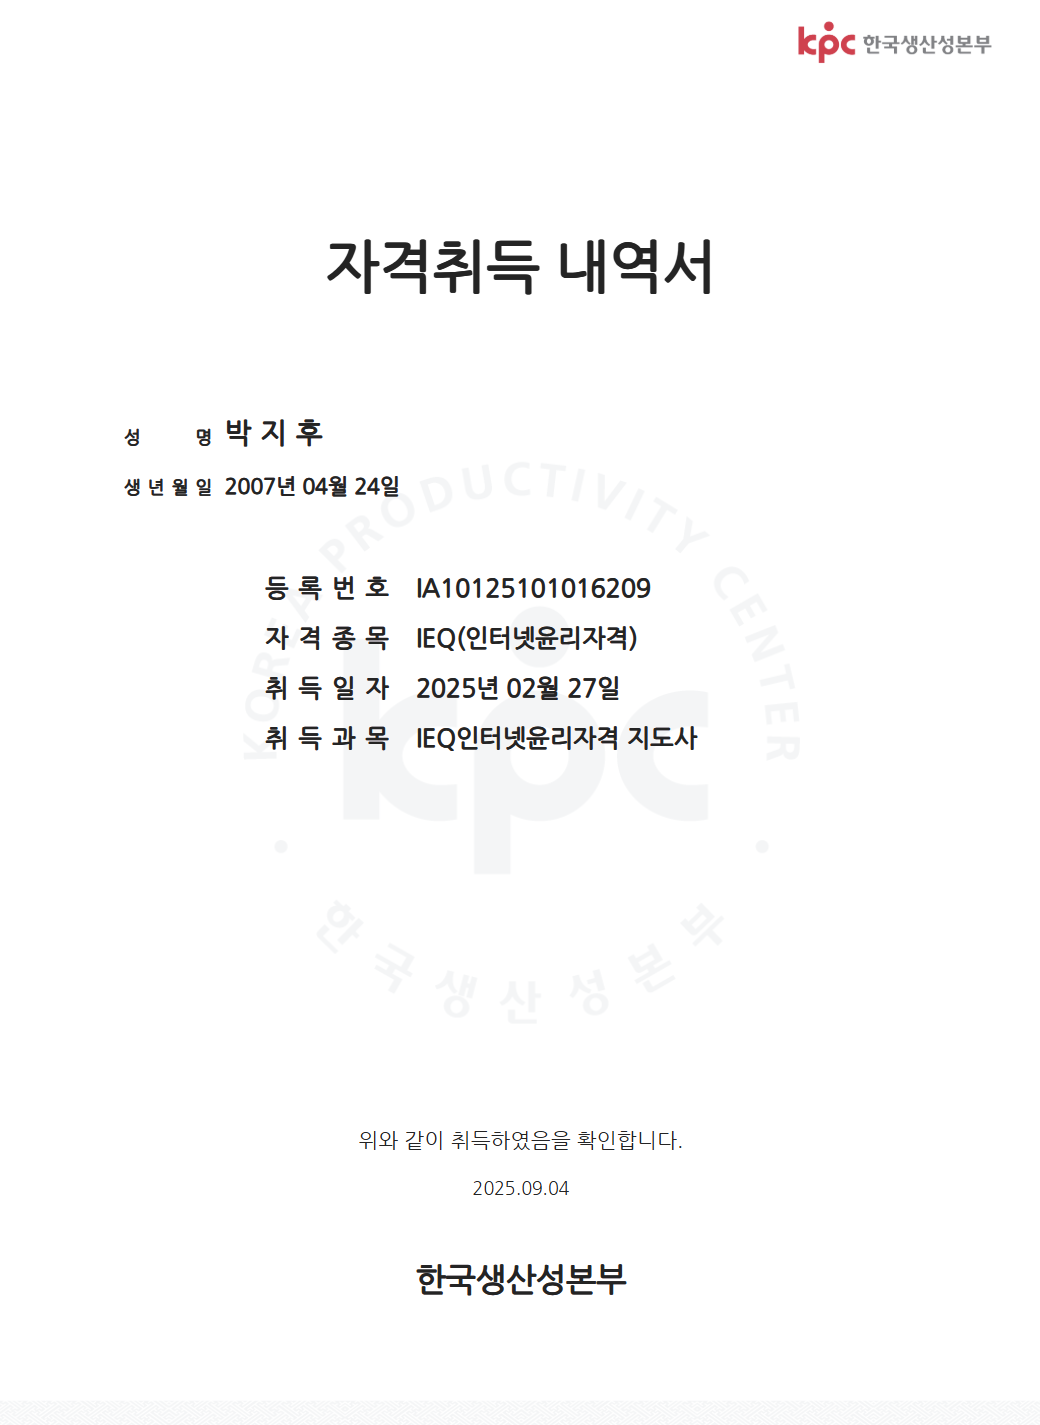 kpc 한국생산성본부
자격취득 내역서
성 명 박 지 후
생 년 월 일 2007년 04월 24일
등 록 번 호 IA10125101016209
자 격 종 목 IEQ(인터넷윤리자격)
취 득 일 자 2025년 02월 27일
취 득 과 목 IEQ인터넷윤리자격 지도사
KOREA PRODUCTIVITY CENTER
kpc
한국생산성본부
위와 같이 취득하였음을 확인합니다.
2025.09.04
한국생산성본부